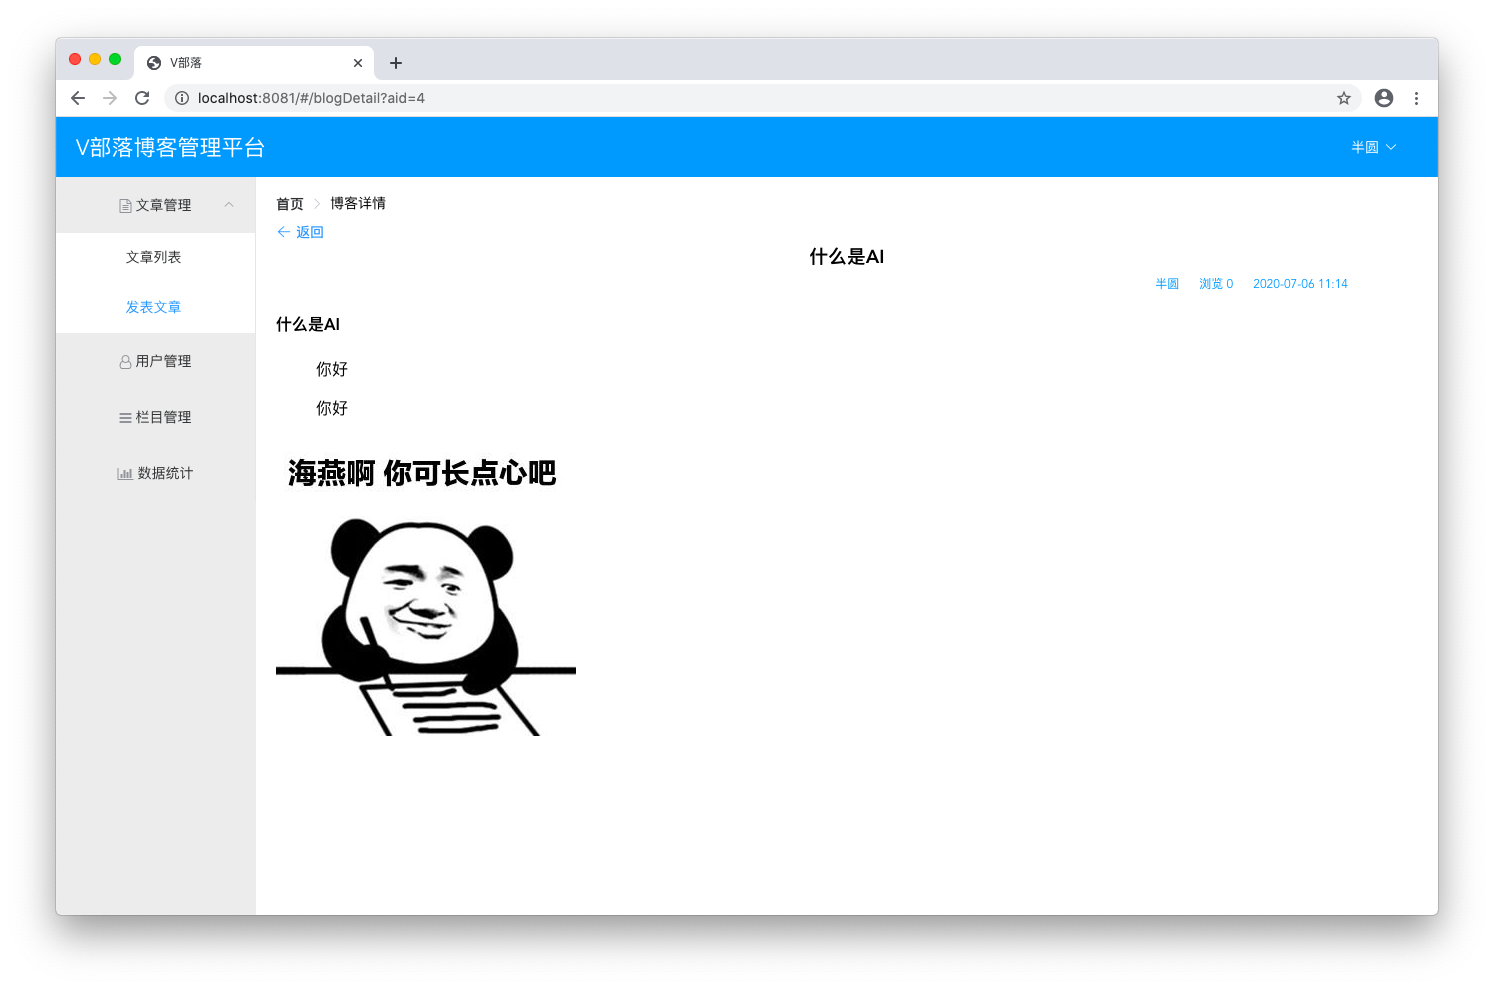 V部落
localhost:8081/#/blogDetail?aid=4
V部落博客管理平台
半圆
文章管理
文章列表
发表文章
用户管理
栏目管理
数据统计
首页 博客详情
返回
什么是AI
半圆 浏览 0 2020-07-06 11:14
什么是AI
你好
你好
海燕啊 你可长点心吧